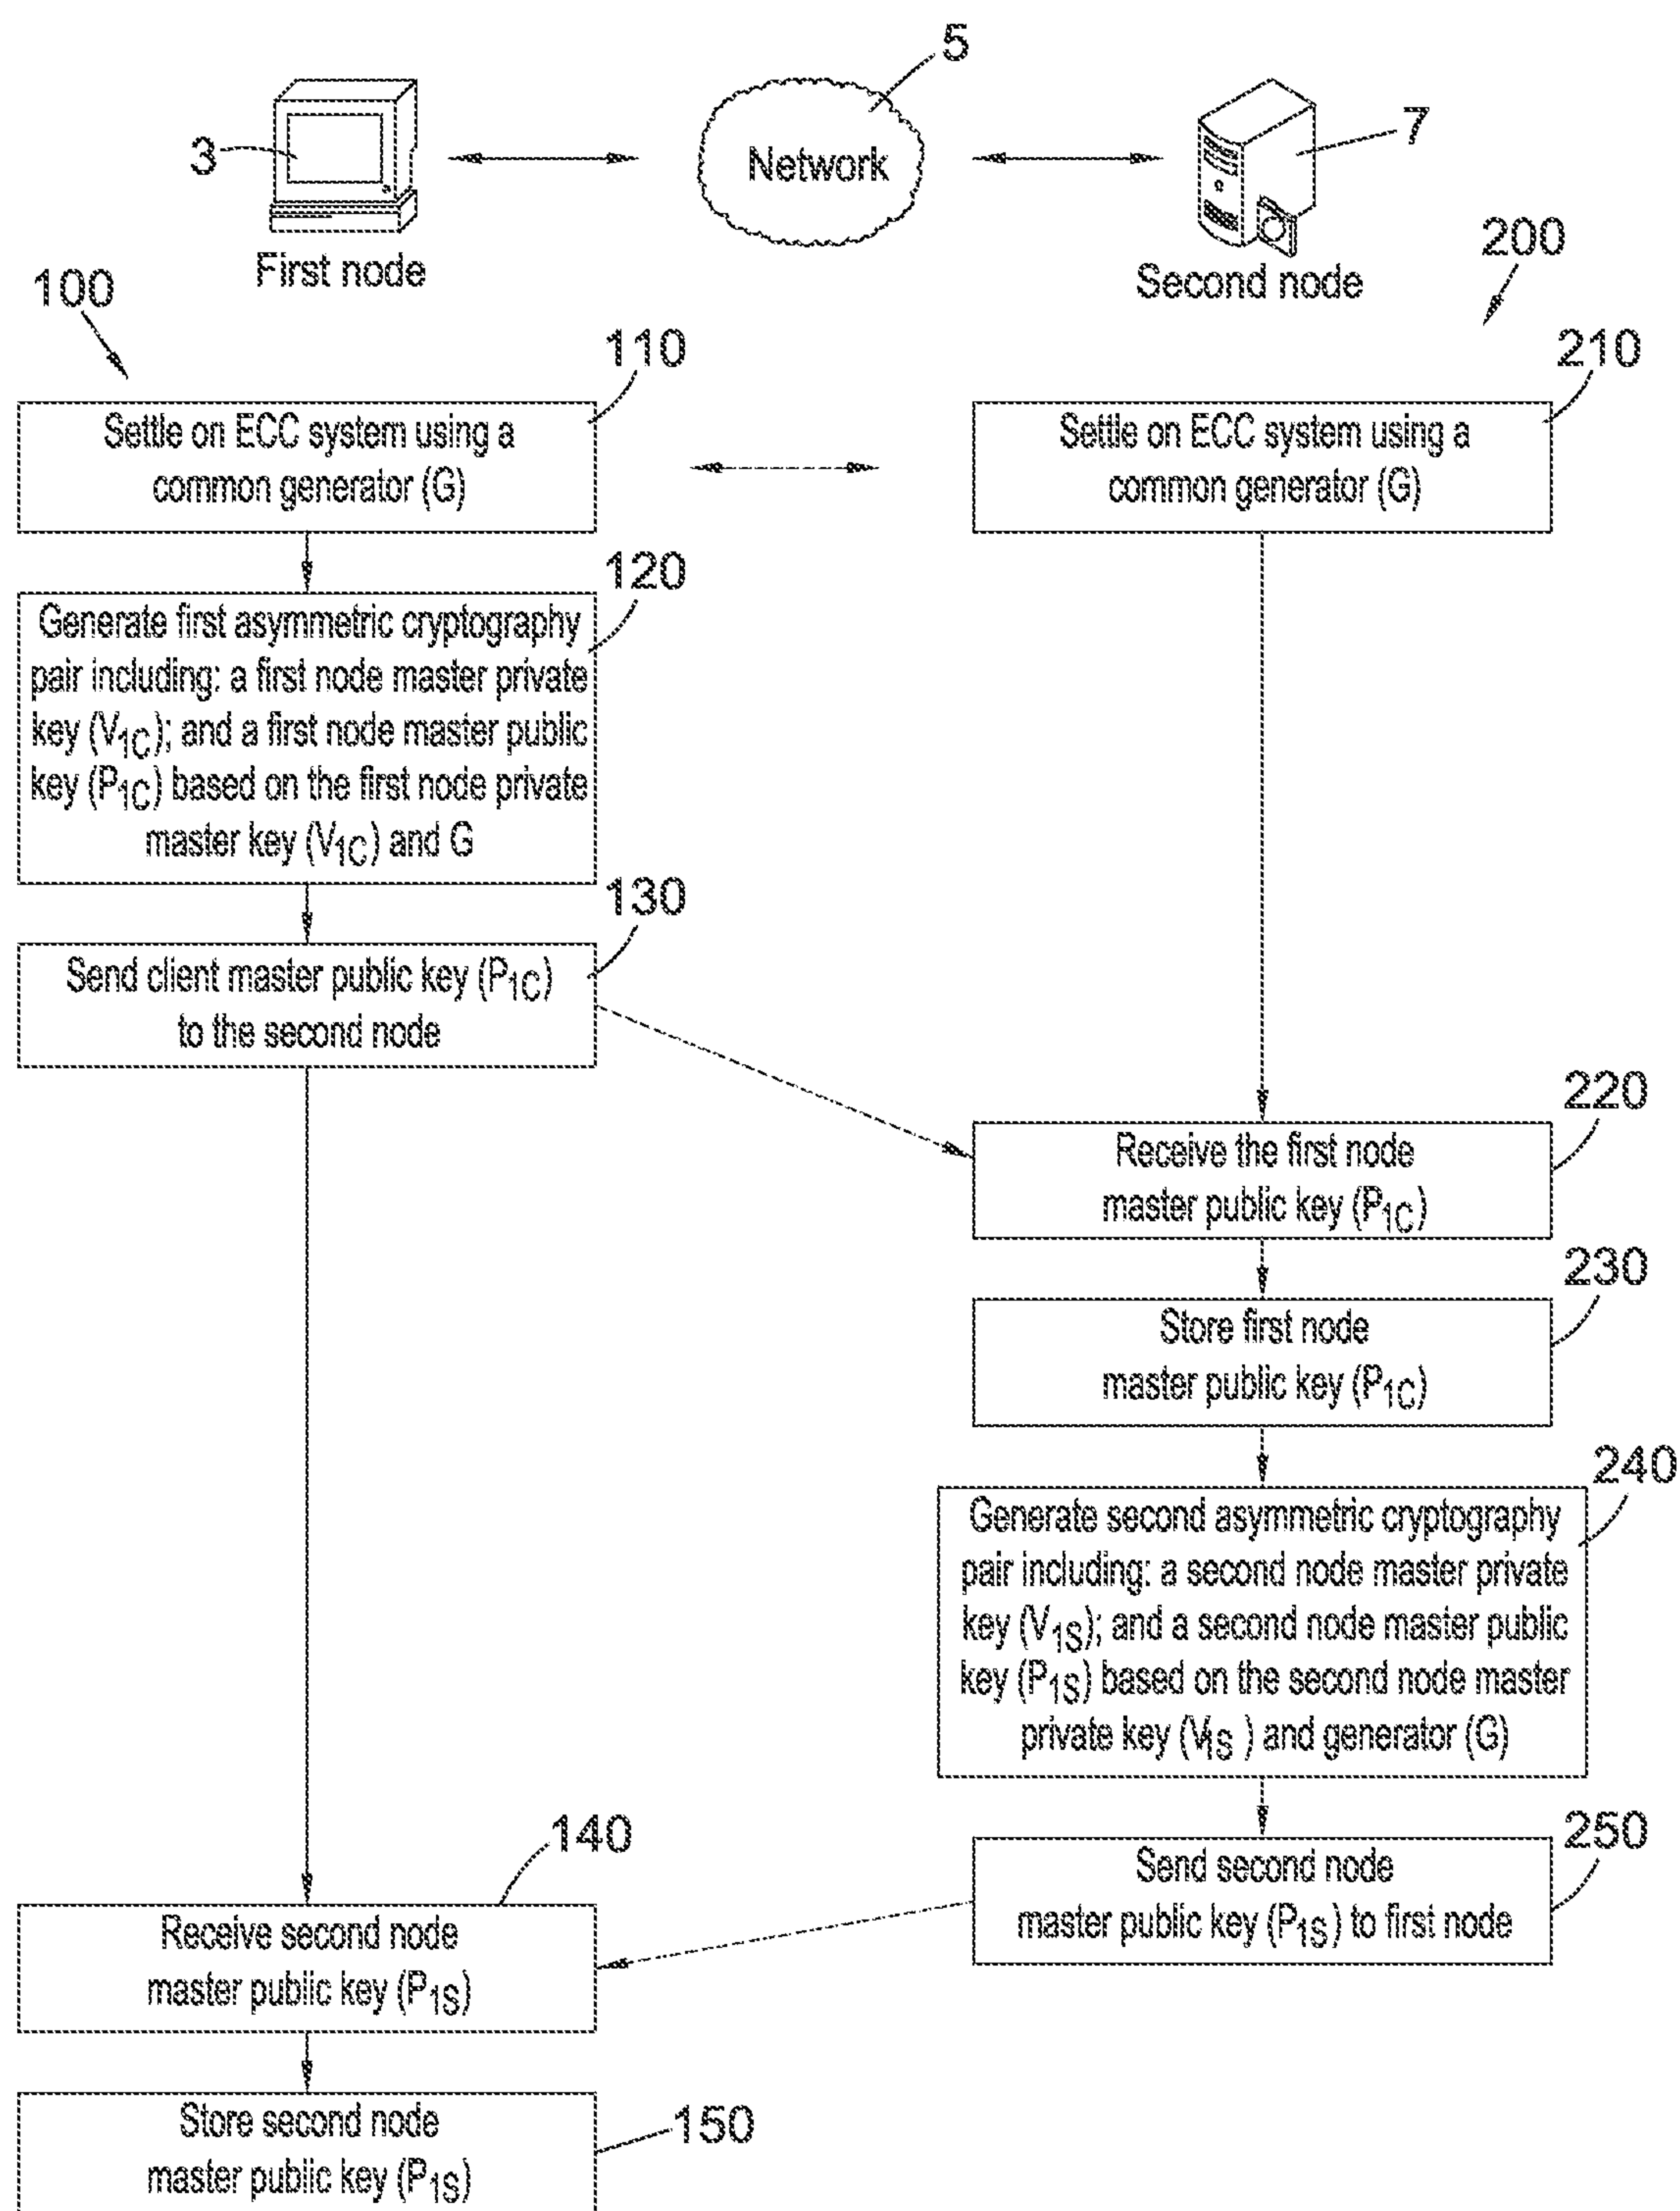 5
3
Network
7
First node
Second node
100
200
110
210
Settle on ECC system using a
common generator (G)
Settle on ECC system using a
common generator (G)
120
Generate first asymmetric cryptography
pair including: a first node master private
key (V1C); and a first node master public
key (P1C) based on the first node private
master key (V1C) and G
130
Send client master public key (P1C)
to the second node
220
Receive the first node
master public key (P1C)
230
Store first node
master public key (P1C)
240
Generate second asymmetric cryptography
pair including: a second node master private
key (V1S); and a second node master public
key (P1S) based on the second node master
private key (V1S ) and generator (G)
250
Send second node
master public key (P1S) to first node
140
Receive second node
master public key (P1S)
150
Store second node
master public key (P1S)